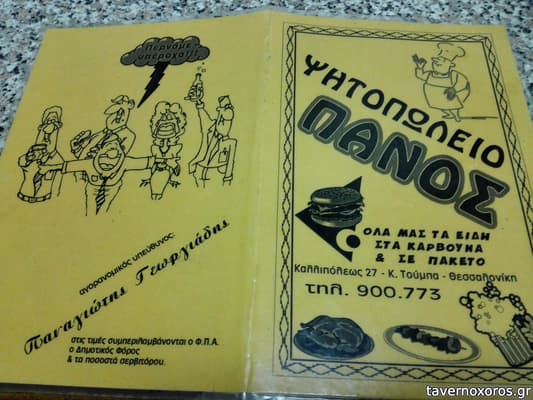 Περνάμε
υπέροχα!!!
αγορανομικός υπεύθυνος:
Παναγιώτης Γεωργιάδης
στις τιμές συμπεριλαμβάνονται ο Φ.Π.Α.
ο Δημοτικός Φόρος
& τα ποσοστά σερβιτόρου.
ΨΗΤΟΠΩΛΕΙΟ
ΠΑΝΟΣ
ΟΛΑ ΜΑΣ ΤΑ ΕΙΔΗ
ΣΤΑ ΚΑΡΒΟΥΝΑ
& ΣΕ ΠΑΚΕΤΟ
Καλλιπόλεως 27 - Κ. Τούμπα - Θεσσαλονίκη
τηλ. 900.773
tavernoxoros.gr